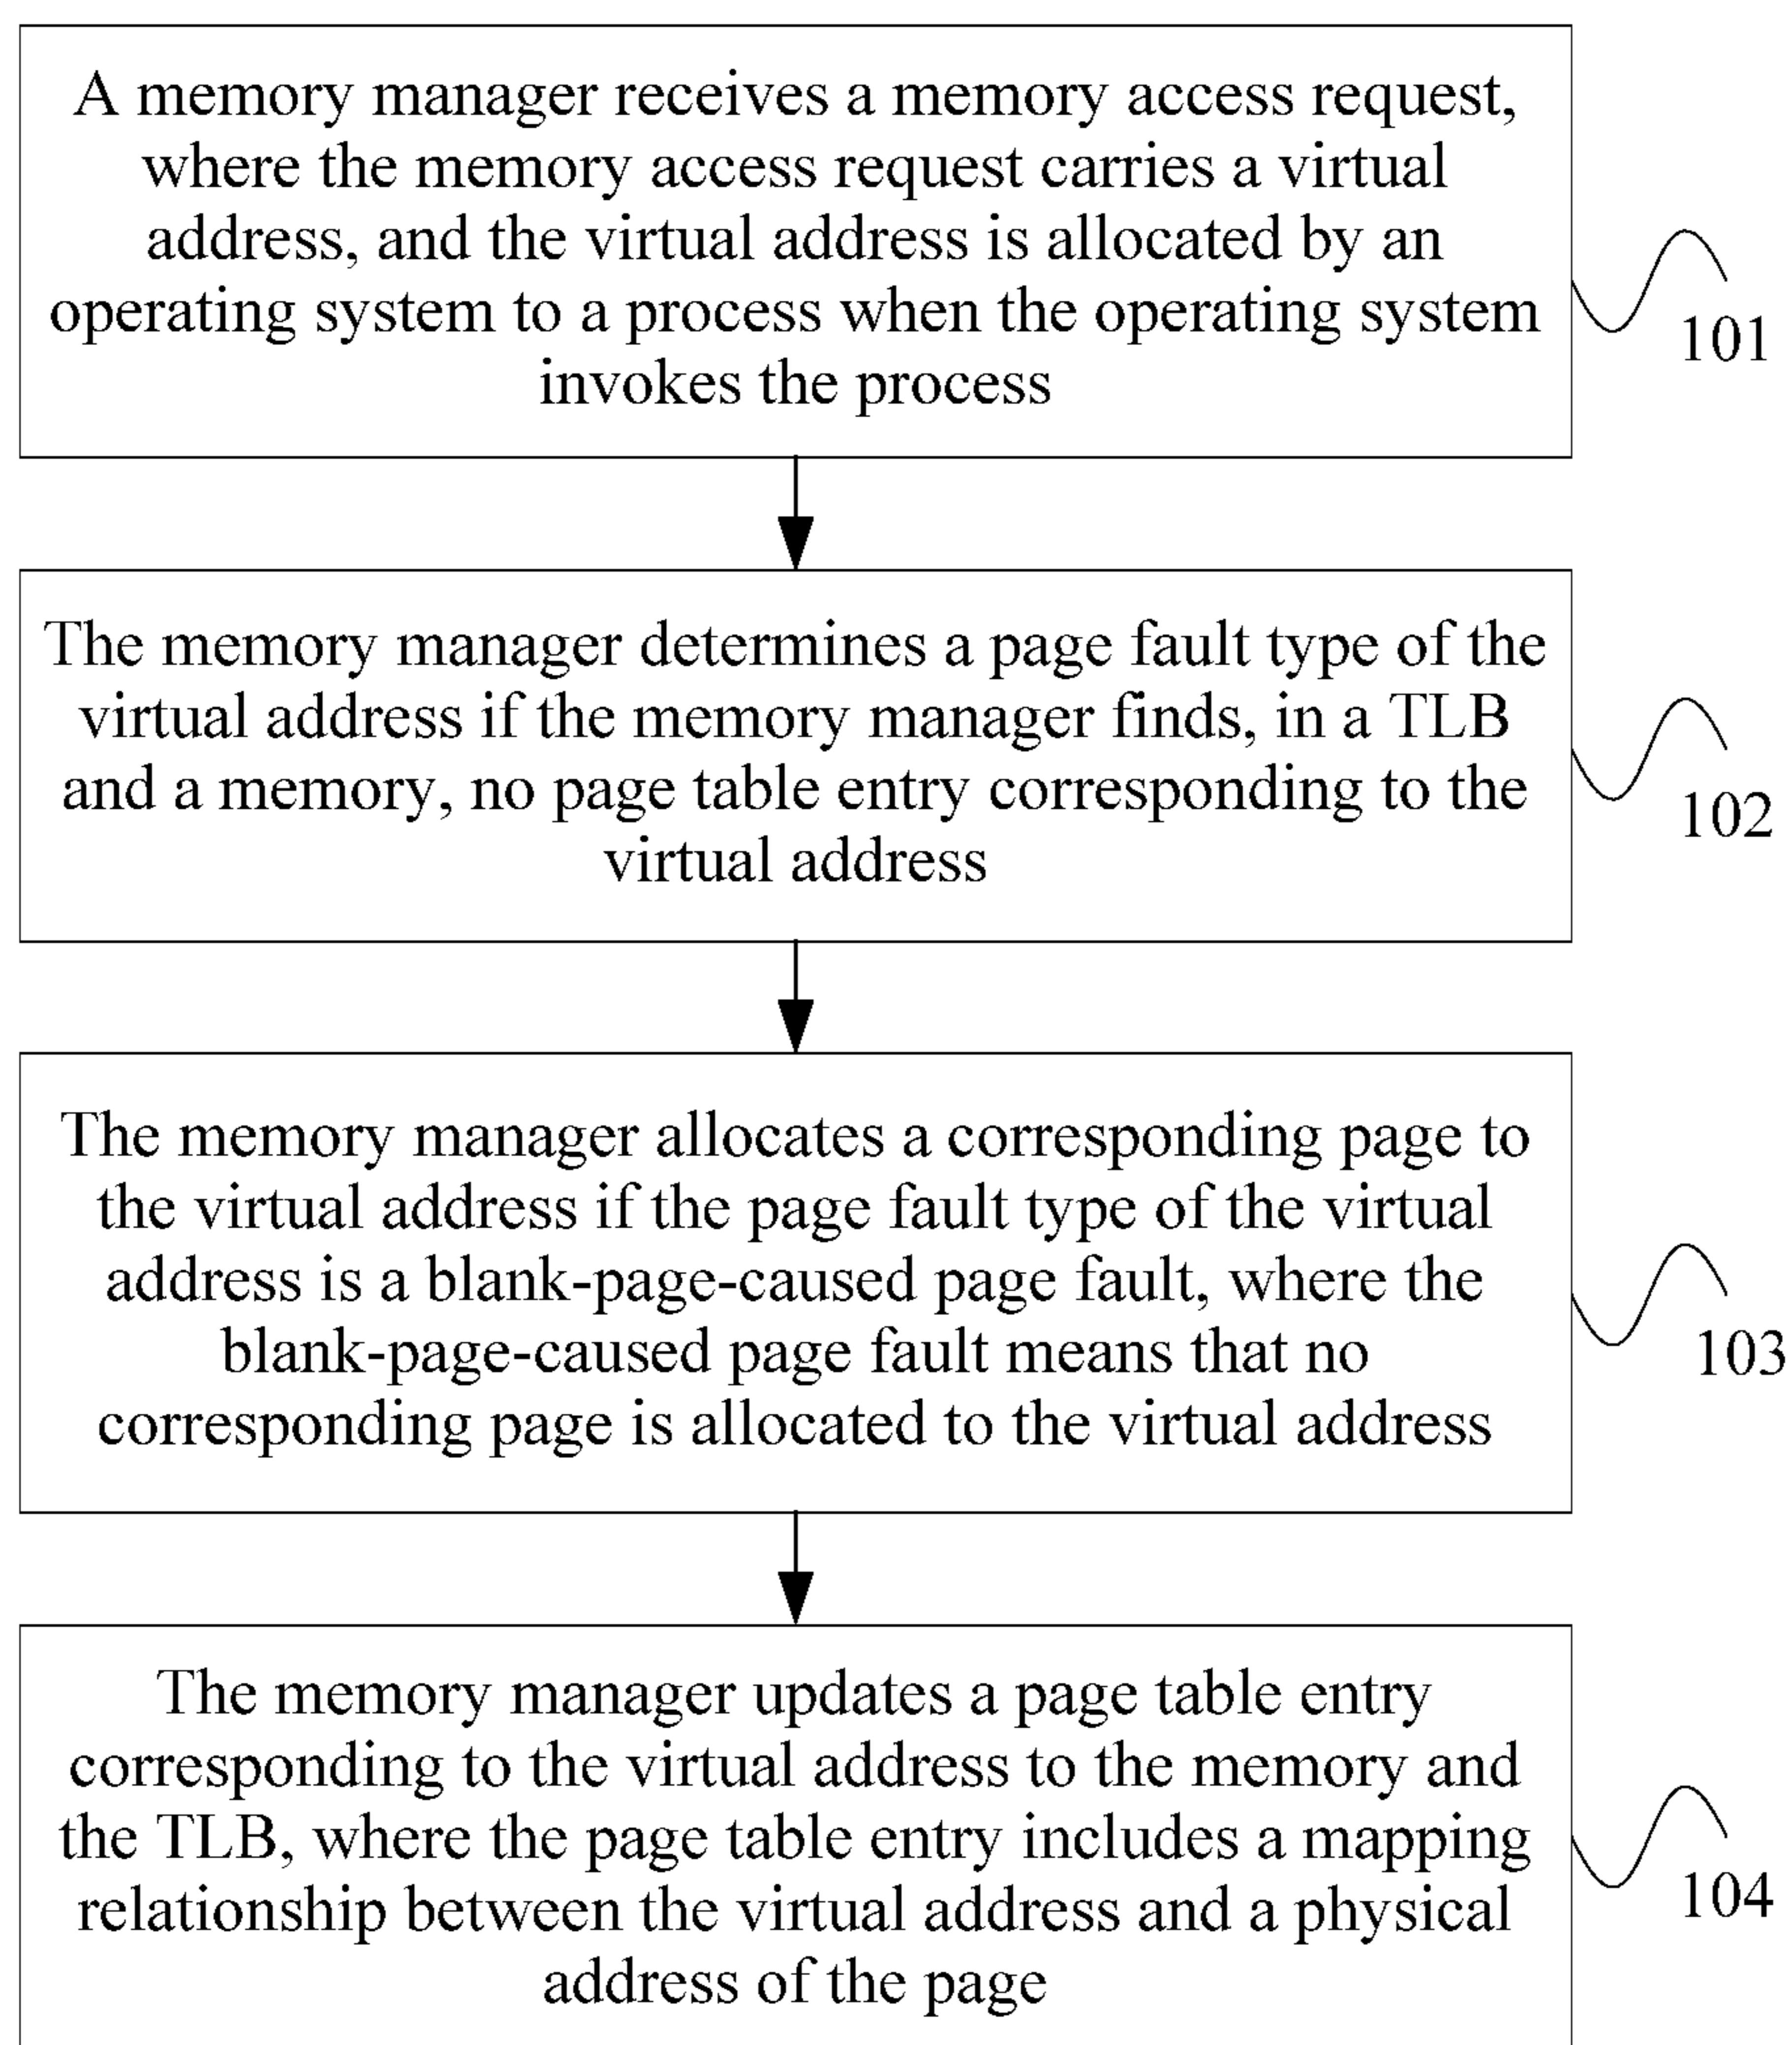 A memory manager receives a memory access request,
where the memory access request carries a virtual
address, and the virtual address is allocated by an
operating system to a process when the operating system
invokes the process
101
The memory manager determines a page fault type of the
virtual address if the memory manager finds, in a TLB
and a memory, no page table entry corresponding to the
virtual address
102
The memory manager allocates a corresponding page to
the virtual address if the page fault type of the virtual
address is a blank-page-caused page fault, where the
blank-page-caused page fault means that no
corresponding page is allocated to the virtual address
103
The memory manager updates a page table entry
corresponding to the virtual address to the memory and
the TLB, where the page table entry includes a mapping
relationship between the virtual address and a physical
address of the page
104